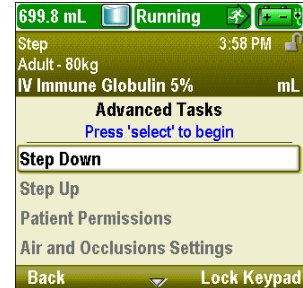 699.8 mL Running
Step 3:58 PM
Adult - 80kg
IV Immune Globulin 5% mL
Advanced Tasks
Press 'select' to begin
Step Down
Step Up
Patient Permissions
Air and Occlusions Settings
Back Lock Keypad